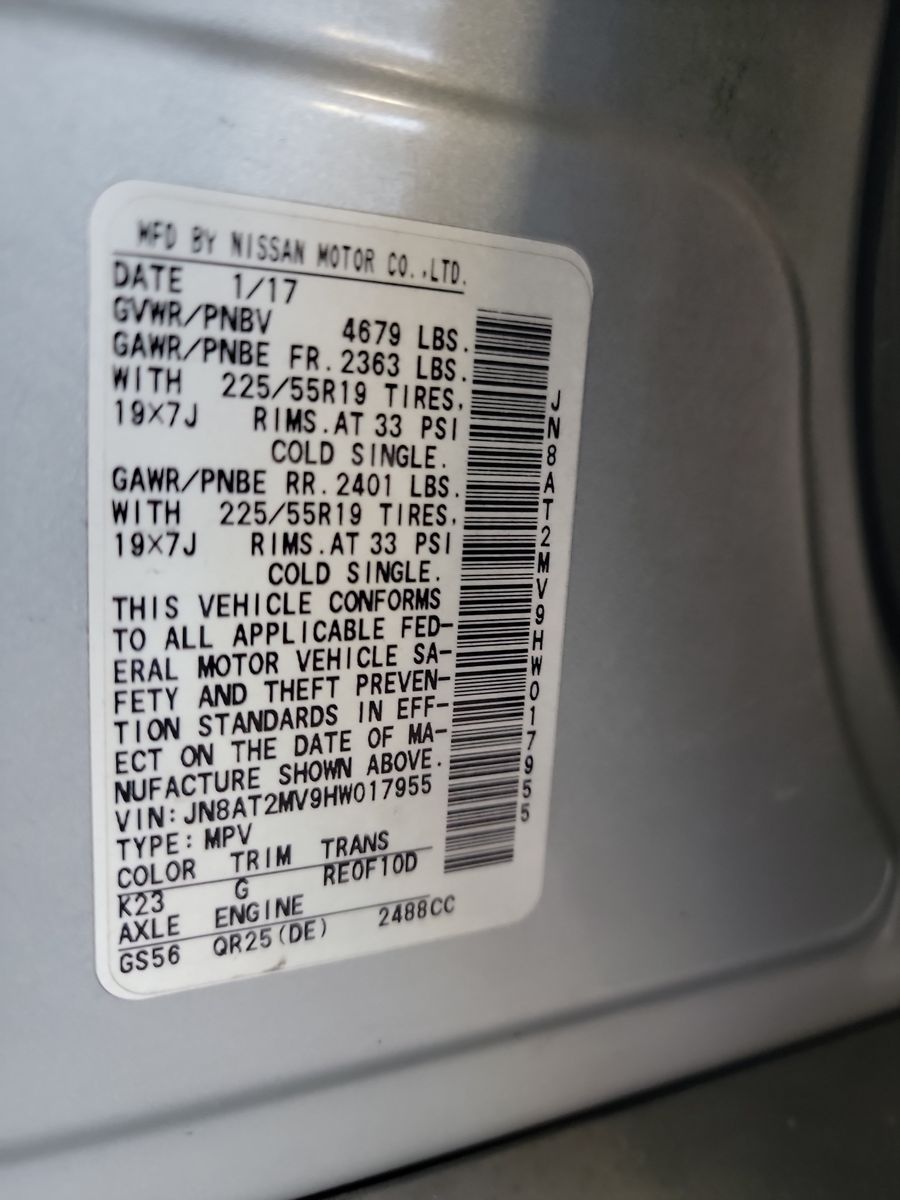 MFD BY NISSAN MOTOR CO.,LTD.
DATE 1/17
GVWR/PNBV 4679 LBS.
GAWR/PNBE FR.2363 LBS.
WITH 225/55R19 TIRES,
19×7J RIMS.AT 33 PSI
COLD SINGLE.
GAWR/PNBE RR.2401 LBS.
WITH 225/55R19 TIRES,
19×7J RIMS.AT 33 PSI
COLD SINGLE.
THIS VEHICLE CONFORMS
TO ALL APPLICABLE FED-
ERAL MOTOR VEHICLE SA-
FETY AND THEFT PREVEN-
TION STANDARDS IN EFF-
ECT ON THE DATE OF MA-
NUFACTURE SHOWN ABOVE.
VIN:JN8AT2MV9HW017955
TYPE:MPV
COLOR TRIM TRANS
K23 G RE0F10D
AXLE ENGINE
GS56 QR25(DE) 2488CC
JN8AT2MV9HW017955